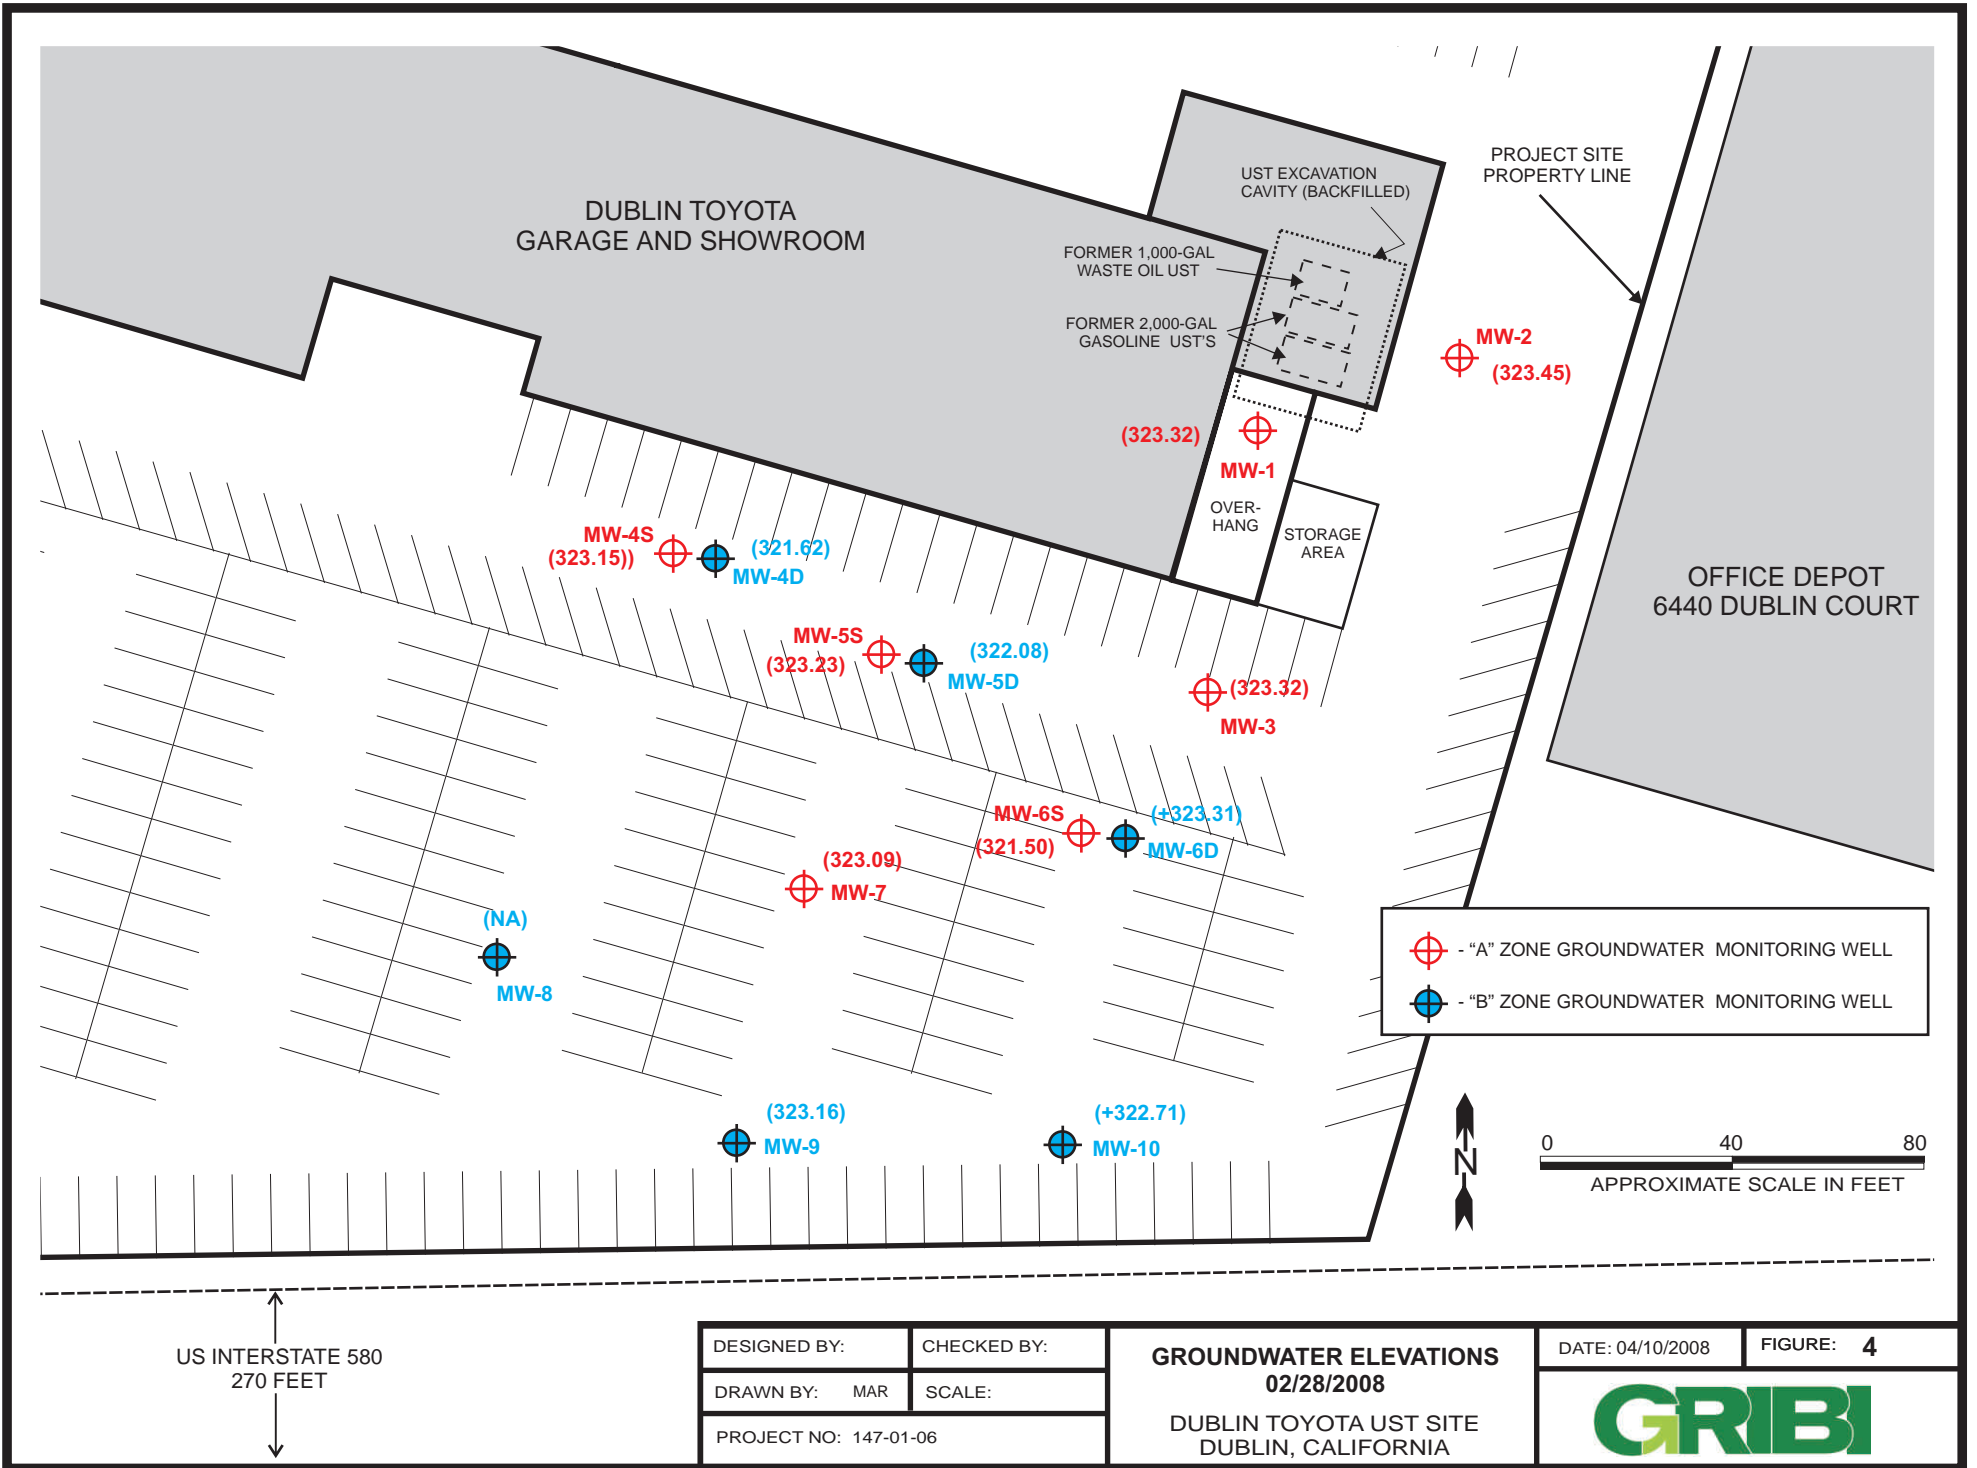 DUBLIN TOYOTA
GARAGE AND SHOWROOM
UST EXCAVATION
CAVITY (BACKFILLED)
PROJECT SITE
PROPERTY LINE
FORMER 1,000-GAL
WASTE OIL UST
FORMER 2,000-GAL
GASOLINE UST'S
MW-2
(323.45)
(323.32)
MW-1
OVER-
HANG
STORAGE
AREA
MW-4S
(323.15))
(321.62)
MW-4D
OFFICE DEPOT
6440 DUBLIN COURT
MW-5S
(323.23)
(322.08)
MW-5D
(323.32)
MW-3
MW-6S
(321.50)
(+323.31)
MW-6D
(323.09)
MW-7
(NA)
MW-8
- “A” ZONE GROUNDWATER MONITORING WELL
- “B” ZONE GROUNDWATER MONITORING WELL
(323.16)
MW-9
(+322.71)
MW-10
N
0 40 80
APPROXIMATE SCALE IN FEET
US INTERSTATE 580
270 FEET
DESIGNED BY:
CHECKED BY:
DRAWN BY: MAR
SCALE:
PROJECT NO: 147-01-06
GROUNDWATER ELEVATIONS
02/28/2008
DUBLIN TOYOTA UST SITE
DUBLIN, CALIFORNIA
DATE: 04/10/2008
FIGURE: 4
GRIBI